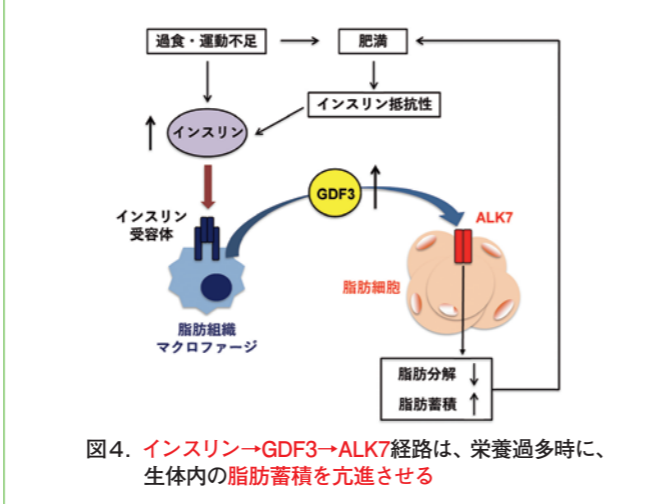 過食・運動不足
肥満
インスリン抵抗性
インスリン
GDF3
インスリン
受容体
ALK7
脂肪細胞
脂肪組織
マクロファージ
脂肪分解
脂肪蓄積
図4. インスリン→GDF3→ALK7経路は、栄養過多時に、
生体内の脂肪蓄積を亢進させる